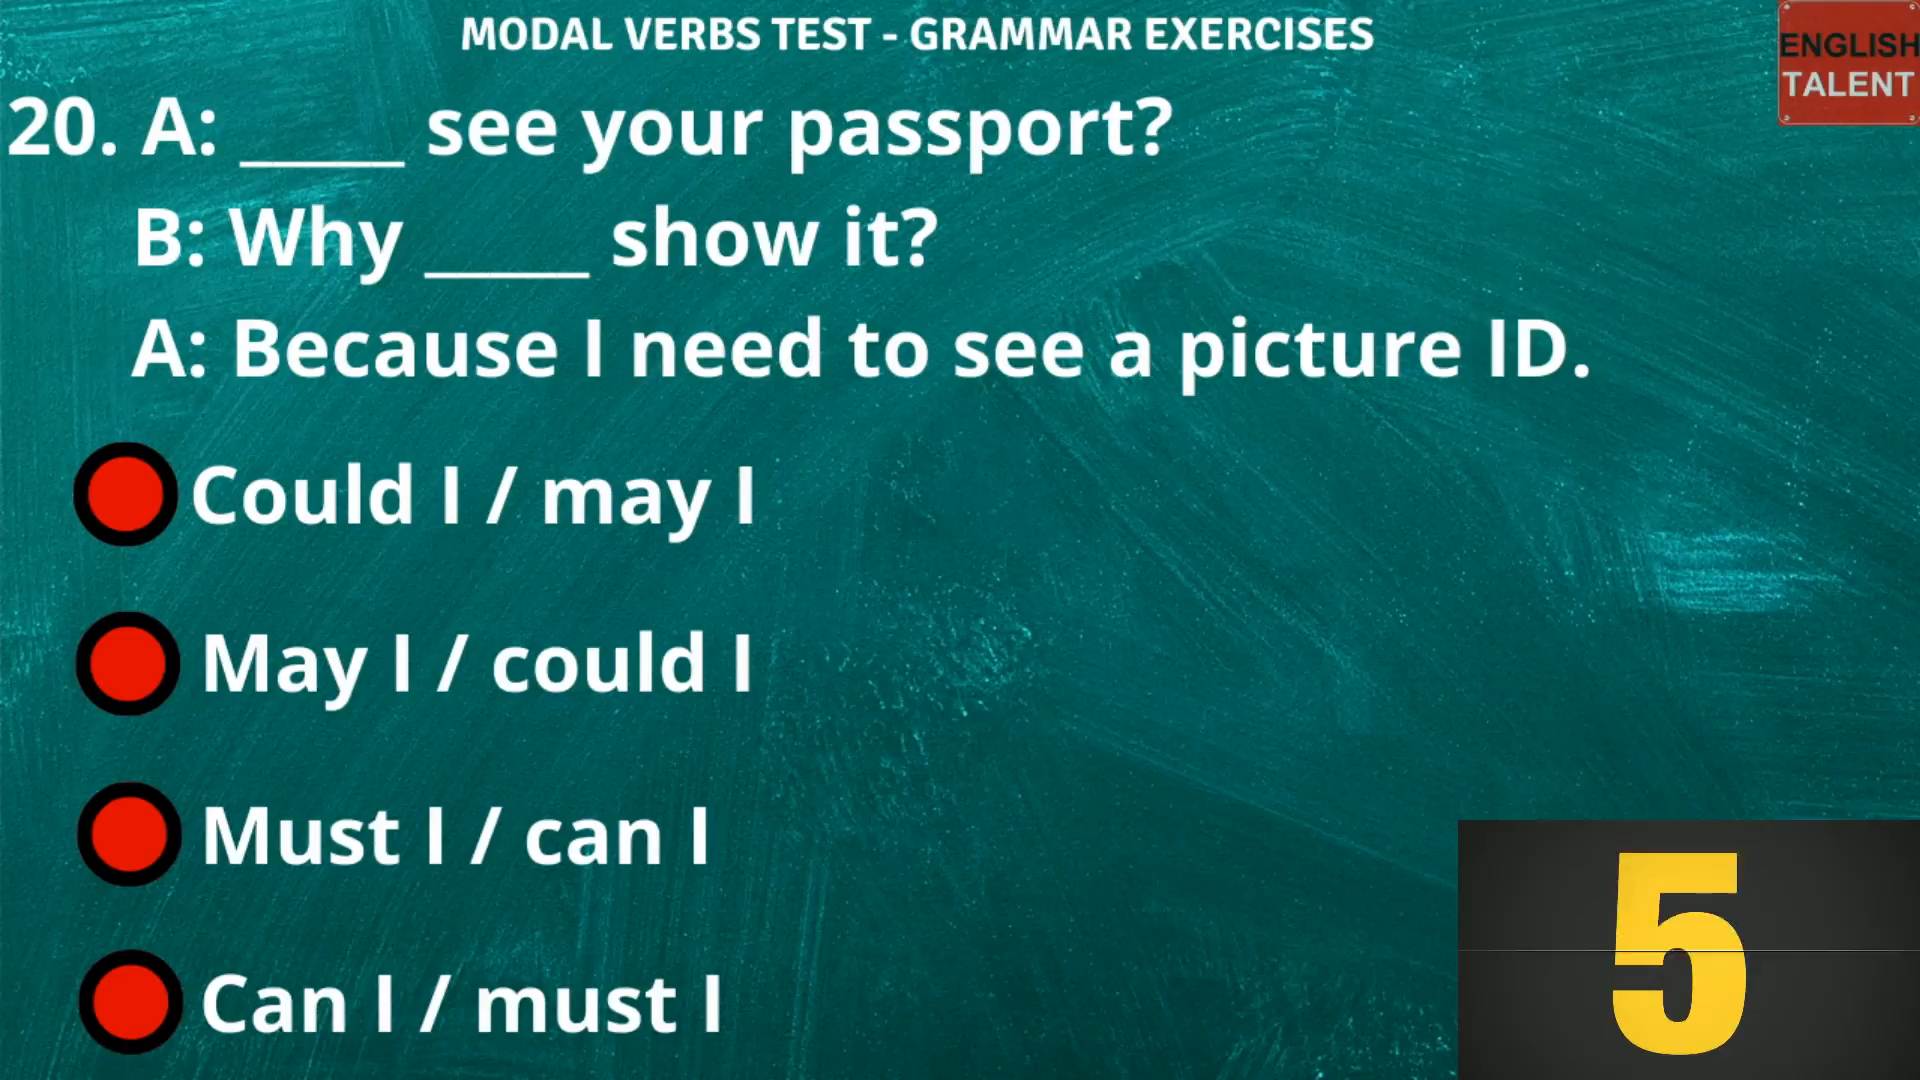 MODAL VERBS TEST - GRAMMAR EXERCISES
ENGLISH
TALENT
20. A: _____ see your passport?
B: Why _____ show it?
A: Because I need to see a picture ID.
Could I / may I
May I / could I
Must I / can I
Can I / must I
5